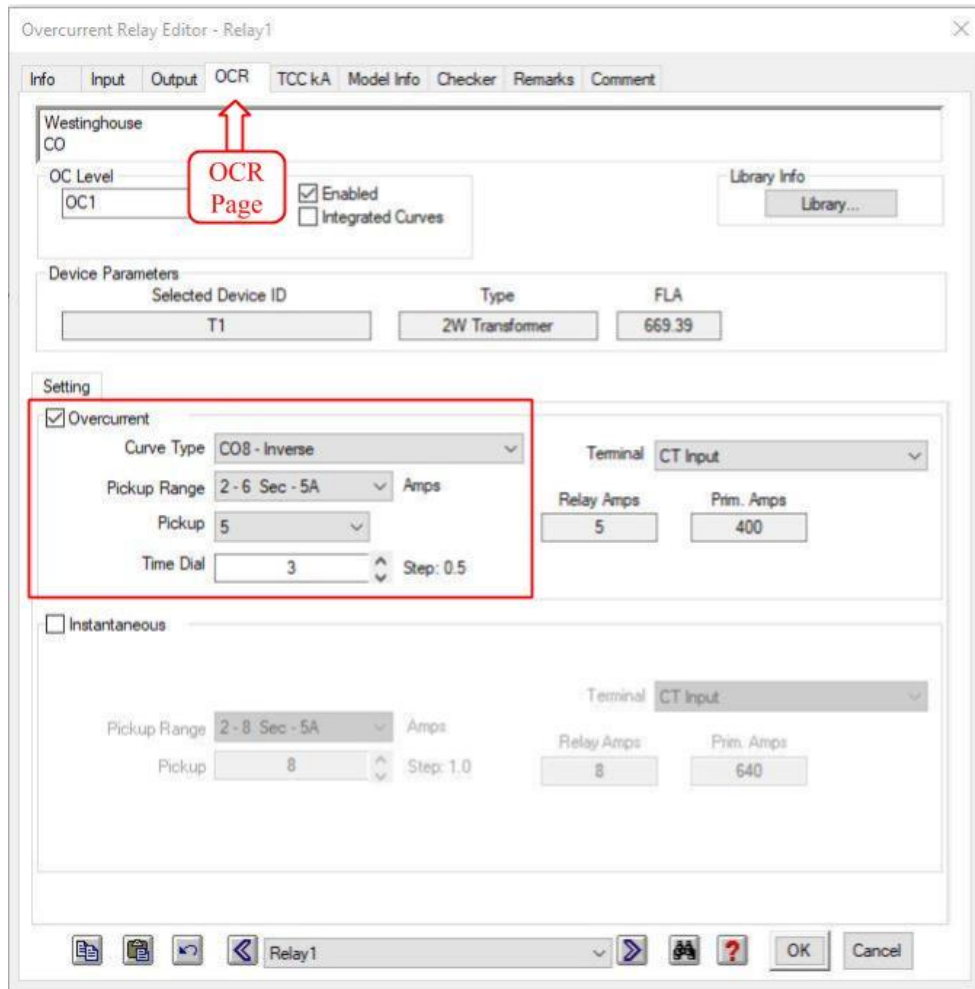 Overcurrent Relay Editor - Relay1
Info Input Output OCR TCC kA Model Info Checker Remarks Comment
Westinghouse
CO
OCR
Page
OC Level
OC1
Enabled
Integrated Curves
Library Info
Library...
Device Parameters
Selected Device ID Type FLA
T1 2W Transformer 669.39
Setting
Overcurrent
Curve Type CO8 - Inverse
Pickup Range 2 - 6 Sec - 5A Amps
Pickup 5
Time Dial 3 Step: 0.5
Terminal CT Input
Relay Amps Prim. Amps
5 400
Instantaneous
Pickup Range 2 - 8 Sec - 5A Amps
Pickup 8 Step: 1.0
Terminal CT Input
Relay Amps Prim. Amps
8 640
Relay1
? OK Cancel